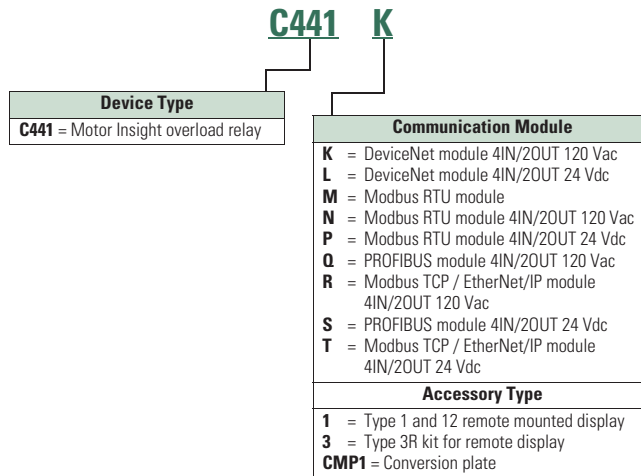 C441 K
Device Type
C441 = Motor Insight overload relay
Communication Module
K = DeviceNet module 4IN/2OUT 120 Vac
L = DeviceNet module 4IN/2OUT 24 Vdc
M = Modbus RTU module
N = Modbus RTU module 4IN/2OUT 120 Vac
P = Modbus RTU module 4IN/2OUT 24 Vdc
Q = PROFIBUS module 4IN/2OUT 120 Vac
R = Modbus TCP / EtherNet/IP module
4IN/2OUT 120 Vac
S = PROFIBUS module 4IN/2OUT 24 Vdc
T = Modbus TCP / EtherNet/IP module
4IN/2OUT 24 Vdc
Accessory Type
1 = Type 1 and 12 remote mounted display
3 = Type 3R kit for remote display
CMP1 = Conversion plate